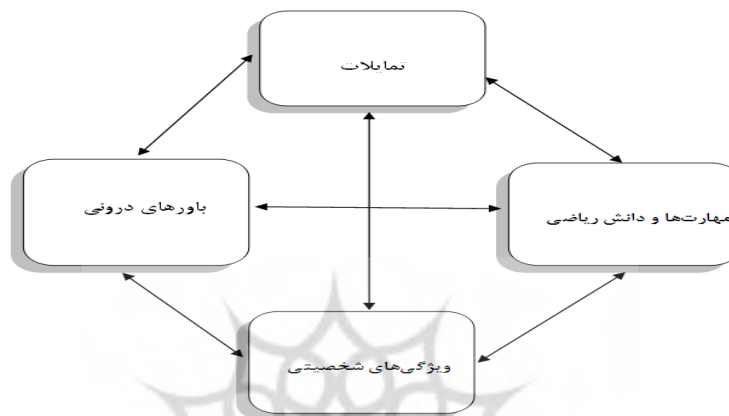 تمایلات
باورهای درونی
مهارت‌ها و دانش ریاضی
ویژگی‌های شخصیتی